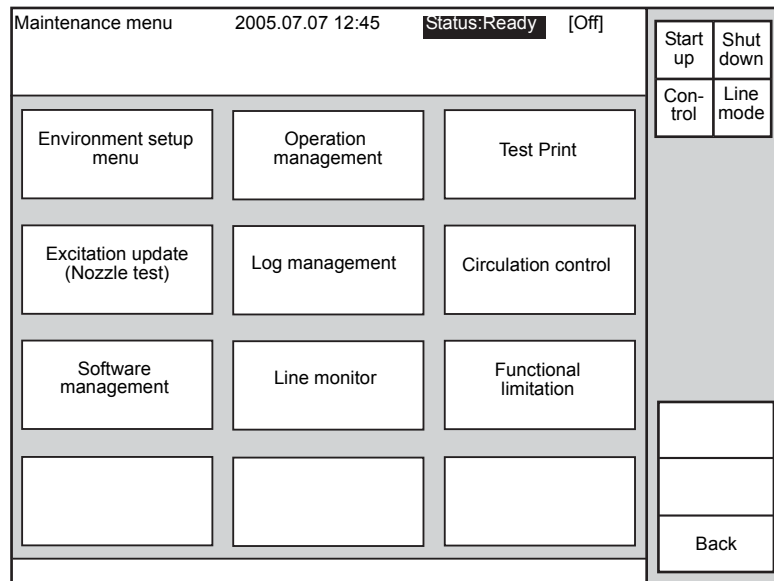 Maintenance menu 2005.07.07 12:45 Status:Ready [Off]
Start
up
Shut
down
Con-
trol
Line
mode
Environment setup
menu
Operation
management
Test Print
Excitation update
(Nozzle test)
Log management
Circulation control
Software
management
Line monitor
Functional
limitation
Back